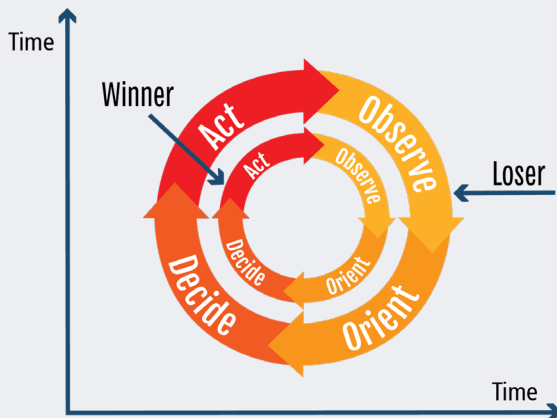 Time
Winner
Act
Observe
Act
Observe
Loser
Decide
Orient
Decide
Orient
Time